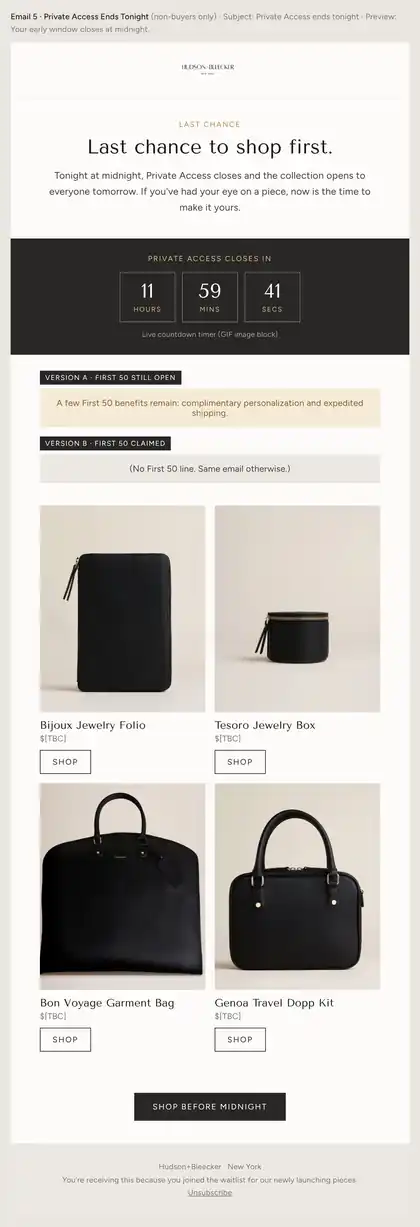 Email 5 · Private Access Ends Tonight (non-buyers only) · Subject: Private Access ends tonight · Preview:
Your early window closes at midnight.
HUDSON+BLEECKER
NEW YORK
LAST CHANCE
Last chance to shop first.
Tonight at midnight, Private Access closes and the collection opens to
everyone tomorrow. If you've had your eye on a piece, now is the time to
make it yours.
PRIVATE ACCESS CLOSES IN
11 59 41
HOURS MINS SECS
Live countdown timer (GIF image block)
VERSION A · FIRST 50 STILL OPEN
A few First 50 benefits remain: complimentary personalization and expedited
shipping.
VERSION B · FIRST 50 CLAIMED
(No First 50 line. Same email otherwise.)
Bijoux Jewelry Folio
$[TBC]
SHOP
Tesoro Jewelry Box
$[TBC]
SHOP
Bon Voyage Garment Bag
$[TBC]
SHOP
Genoa Travel Dopp Kit
$[TBC]
SHOP
SHOP BEFORE MIDNIGHT
Hudson+Bleecker New York
You're receiving this because you joined the waitlist for our newly launching pieces.
Unsubscribe